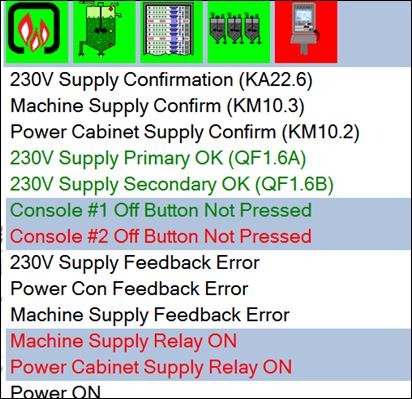 230V Supply Confirmation (KA22.6)
Machine Supply Confirm (KM10.3)
Power Cabinet Supply Confirm (KM10.2)
230V Supply Primary OK (QF1.6A)
230V Supply Secondary OK (QF1.6B)
Console #1 Off Button Not Pressed
Console #2 Off Button Not Pressed
230V Supply Feedback Error
Power Con Feedback Error
Machine Supply Feedback Error
Machine Supply Relay ON
Power Cabinet Supply Relay ON
Power ON